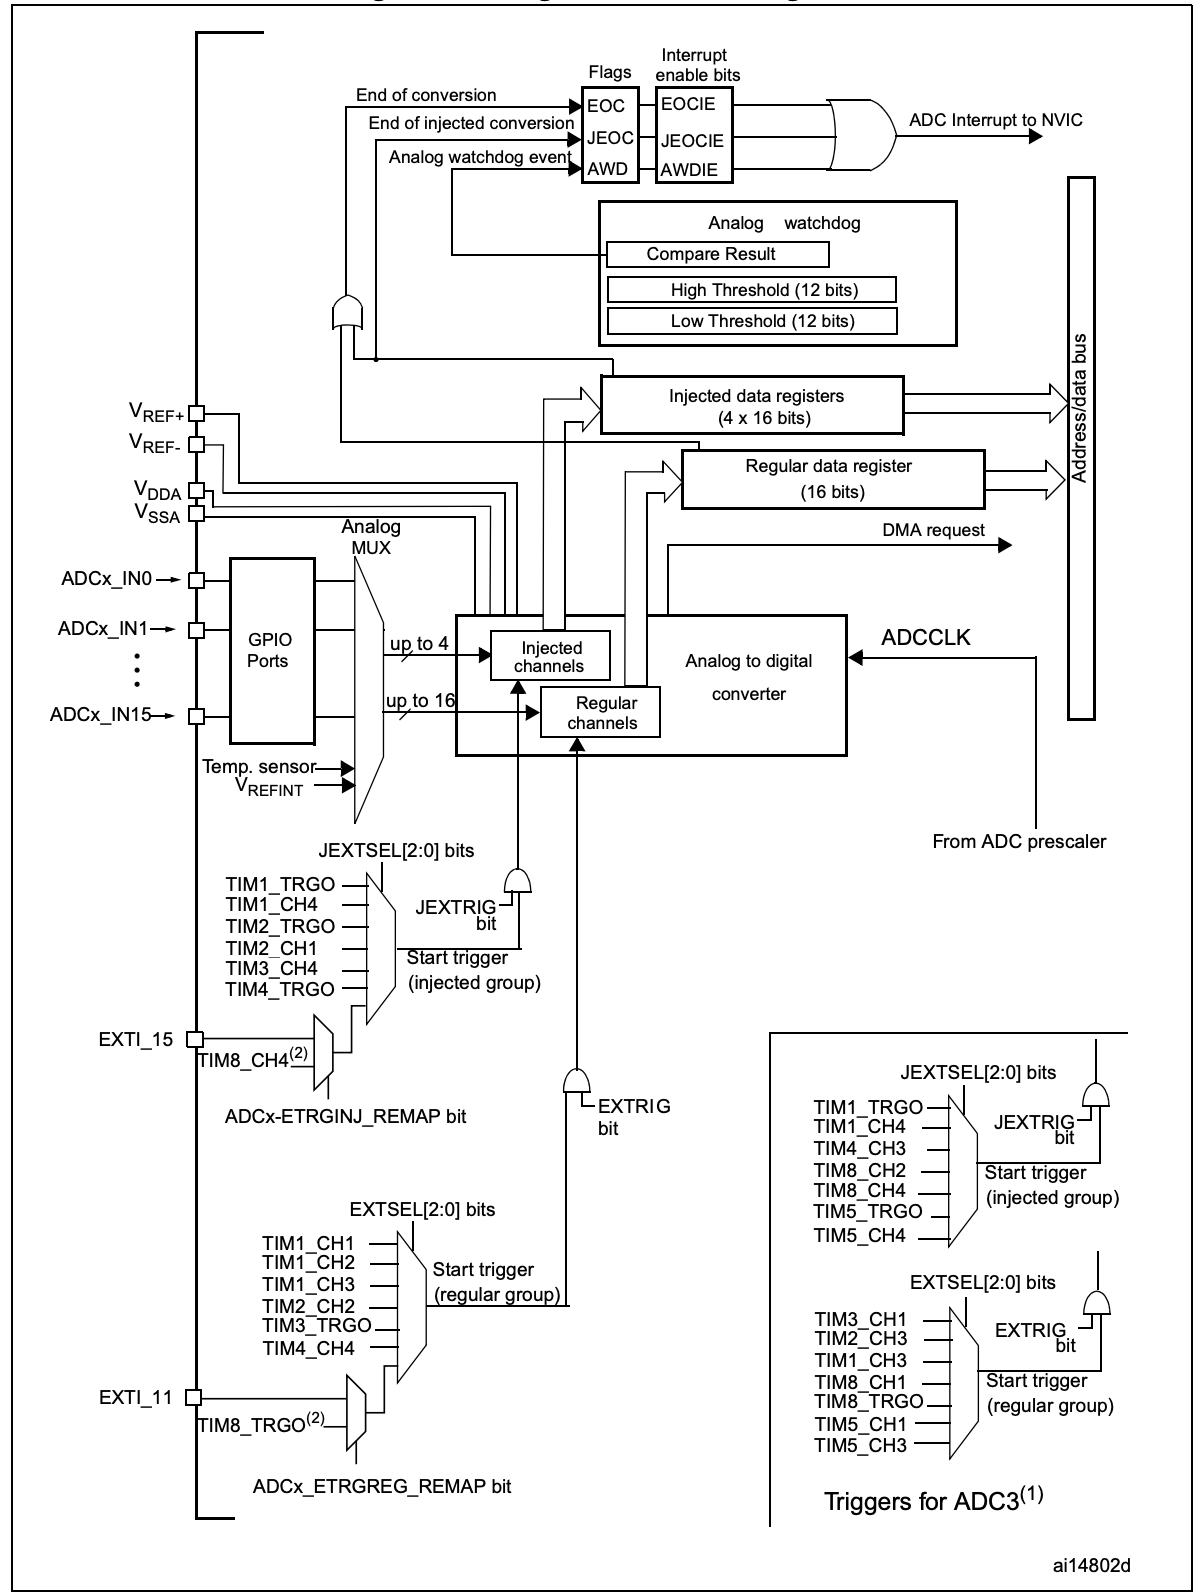 Flags
Interrupt
enable bits
End of conversion
EOC
EOCIE
End of injected conversion
JEOC
JEOCIE
ADC Interrupt to NVIC
Analog watchdog event
AWD
AWDIE
Analog watchdog
Compare Result
High Threshold (12 bits)
Low Threshold (12 bits)
Address/data bus
Injected data registers
(4 x 16 bits)
Regular data register
(16 bits)
DMA request
VREF+
VREF-
VDDA
VSSA
Analog
MUX
ADCx_IN0
ADCx_IN1
ADCx_IN15
GPIO
Ports
up to 4
up to 16
Injected
channels
Regular
channels
Analog to digital
converter
ADCCLK
From ADC prescaler
Temp. sensor
VREFINT
JEXTSEL[2:0] bits
TIM1_TRGO
TIM1_CH4
TIM2_TRGO
TIM2_CH1
TIM3_CH4
TIM4_TRGO
JEXTRIG
bit
Start trigger
(injected group)
EXTI_15
TIM8_CH4(2)
ADCx-ETRGINJ_REMAP bit
EXTRIG
bit
EXTSEL[2:0] bits
TIM1_CH1
TIM1_CH2
TIM1_CH3
TIM2_CH2
TIM3_TRGO
TIM4_CH4
Start trigger
(regular group)
EXTI_11
TIM8_TRGO(2)
ADCx_ETRGREG_REMAP bit
JEXTSEL[2:0] bits
TIM1_TRGO
TIM1_CH4
TIM4_CH3
TIM8_CH2
TIM8_CH4
TIM5_TRGO
TIM5_CH4
JEXTRIG
bit
Start trigger
(injected group)
EXTSEL[2:0] bits
TIM3_CH1
TIM2_CH3
TIM1_CH3
TIM8_CH1
TIM8_TRGO
TIM5_CH1
TIM5_CH3
EXTRIG
bit
Start trigger
(regular group)
Triggers for ADC3(1)
ai14802d